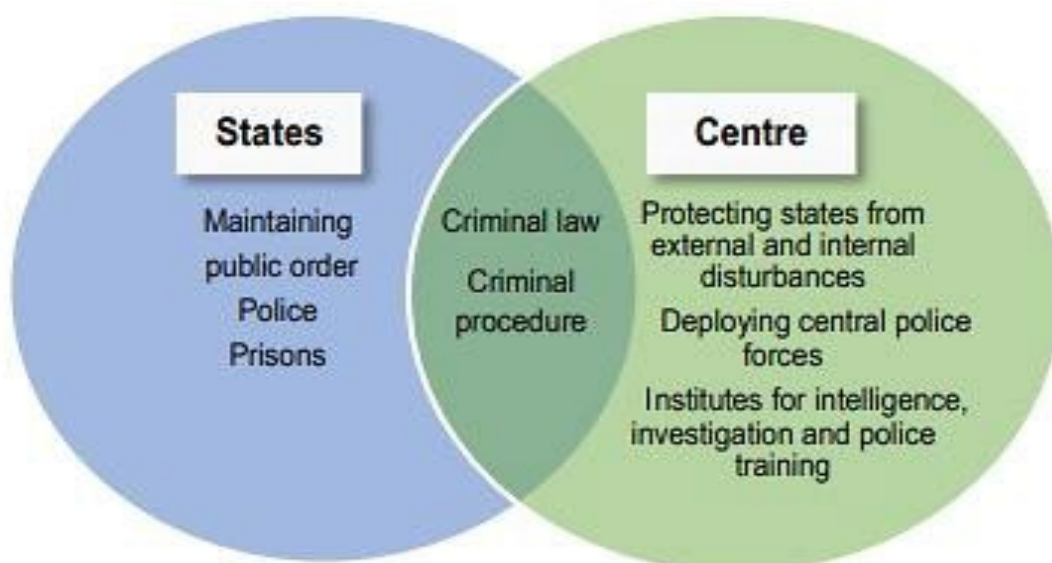 States
Maintaining
public order
Police
Prisons
Criminal law
Criminal
procedure
Centre
Protecting states from
external and internal
disturbances
Deploying central police
forces
Institutes for intelligence,
investigation and police
training